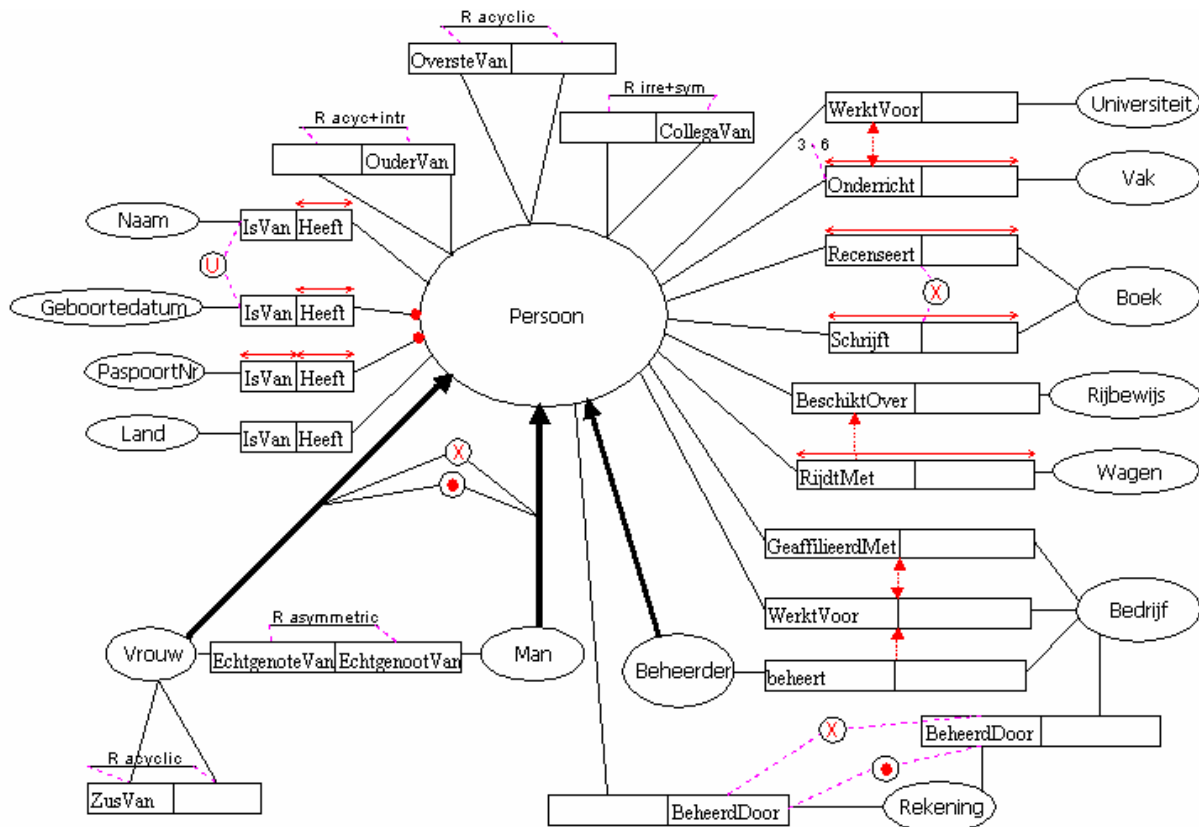 R acyclic
OversteVan
R irre+sym
CollegaVan
R acyc+intr
OuderVan
WerktVoor
Universiteit
3 - 6
Onderricht
Vak
Naam
IsVan Heeft
U
Recenseert
X
Boek
Schrijft
Geboortedatum
IsVan Heeft
Persoon
PaspoortNr
IsVan Heeft
BeschiktOver
Rijbewijs
Land
IsVan Heeft
RijdtMet
Wagen
X
GeaffilieerdMet
WerktVoor
Bedrijf
R asymmetric
Vrouw
EchtgenoteVan EchtgenootVan
Man
Beheerder
beheert
X
BeheerdDoor
R acyclic
ZusVan
BeheerdDoor
Rekening